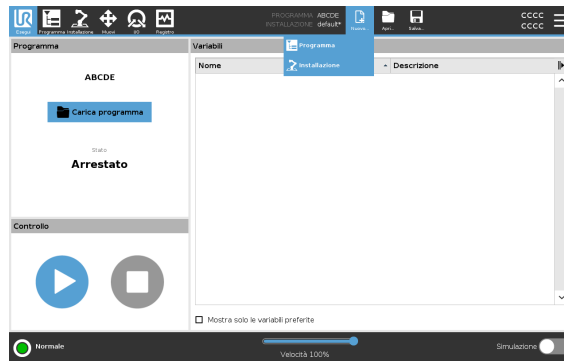 UR
Esegui
Programma
Installazione
Muovi
I/O
Registro
PROGRAMMA ABCDE
INSTALLAZIONE default*
Nuovo...
Apri...
Salva...
CCCC
CCCC
Programma
Variabili
Programma
Installazione
Nome
Descrizione
ABCDE
Carica programma
Stato
Arrestato
Controllo
Mostra solo le variabili preferite
Normale
Velocità 100%
Simulazione